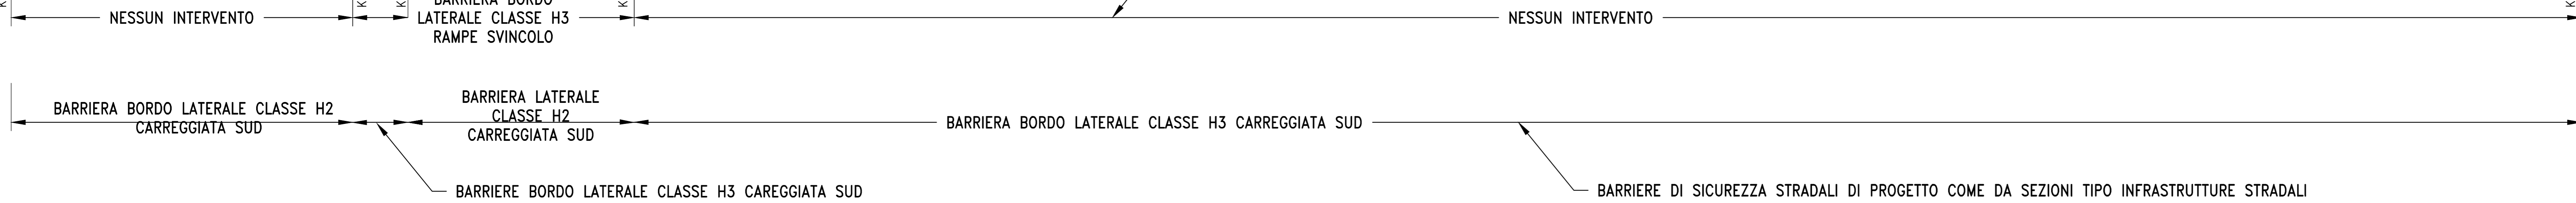 BARRIERA BORDO
NESSUN INTERVENTO
LATERALE CLASSE H3
NESSUN INTERVENTO
RAMPE SVINCOLO
BARRIERA BORDO LATERALE CLASSE H2
CARREGGIATA SUD
BARRIERA LATERALE
CLASSE H2
CARREGGIATA SUD
BARRIERA BORDO LATERALE CLASSE H3 CARREGGIATA SUD
BARRIERE BORDO LATERALE CLASSE H3 CAREGGIATA SUD
BARRIERE DI SICUREZZA STRADALI DI PROGETTO COME DA SEZIONI TIPO INFRASTRUTTURE STRADALI